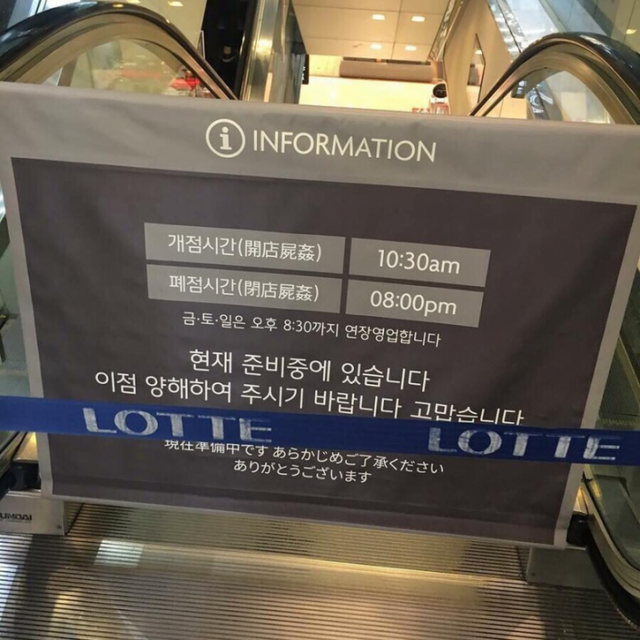 i INFORMATION
개점시간(開店屍姦) 10:30am
폐점시간(閉店屍姦) 08:00pm
금·토·일은 오후 8:30까지 연장영업합니다
현재 준비중에 있습니다
이점 양해하여 주시기 바랍니다 고맙습니다
LOTTE LOTTE
現在準備中です あらかじめご了承ください
ありがとうございます